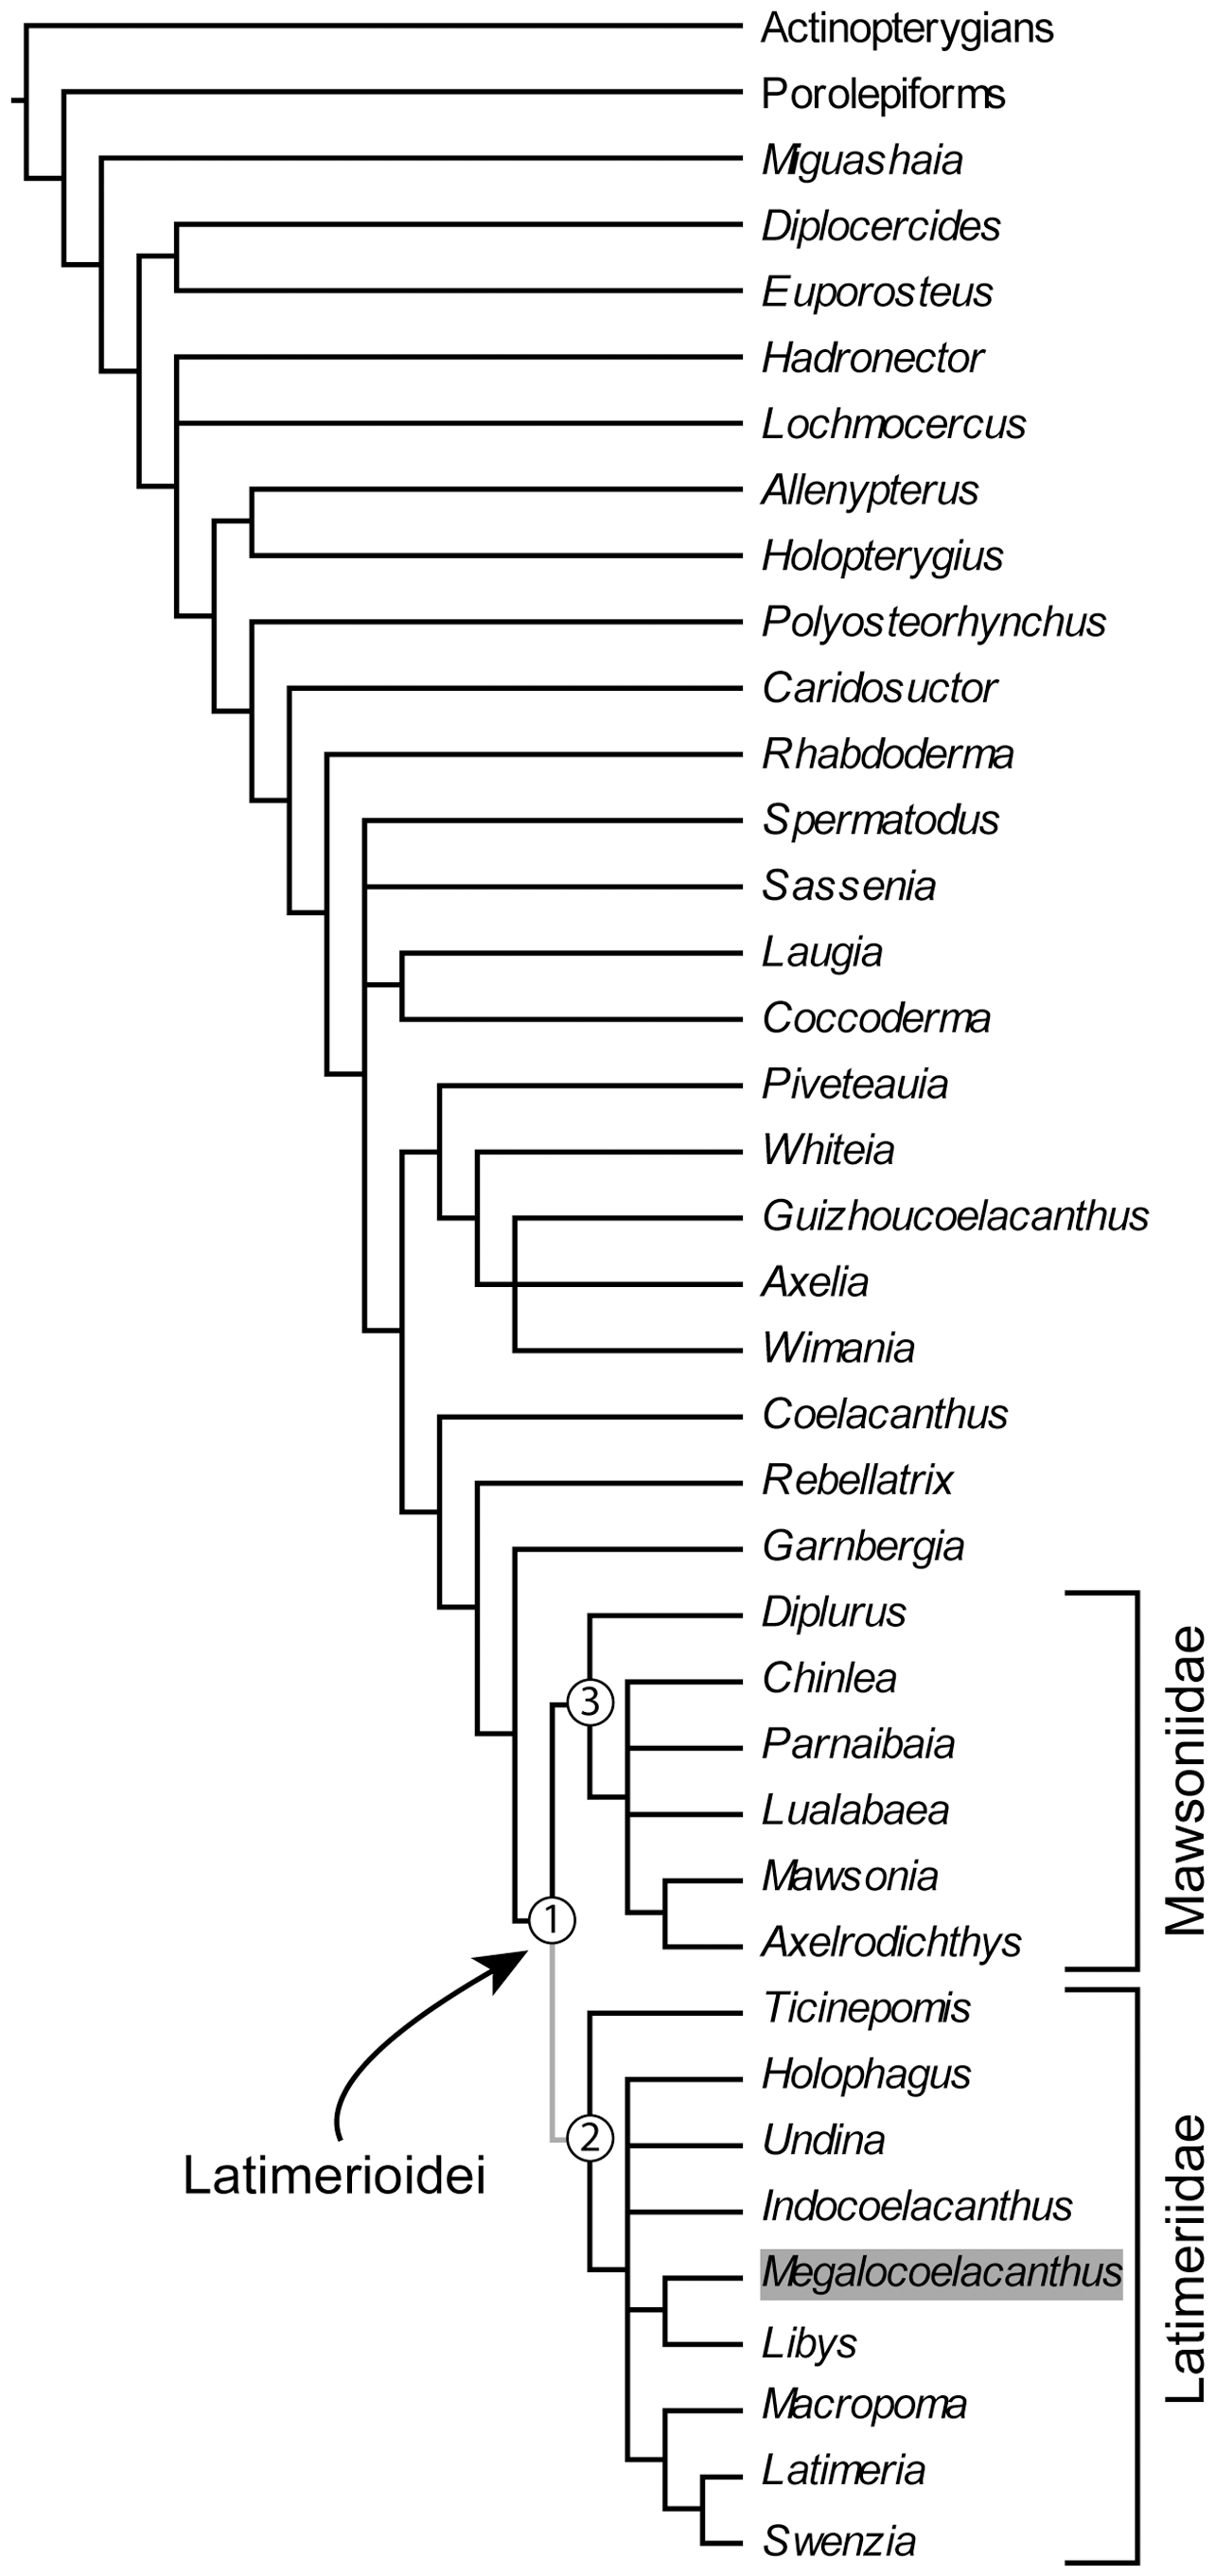 Actinopterygians
Porolepiforms
Miguashaia
Diplocercides
Euporosteus
Hadronector
Lochmocercus
Allenypterus
Holopterygius
Polyosteorhynchus
Caridosuctor
Rhabdoderma
Spermatodus
Sassenia
Laugia
Coccoderma
Piveteauia
Whiteia
Guizhoucoelacanthus
Axelia
Wimania
Coelacanthus
Rebellatrix
Garnbergia
Diplurus
Chinlea
Parnaibaia
Lualabaea
Mawsonia
Axelrodichthys
Mawsoniidae
3
1
Latimerioidei
2
Ticinepomis
Holophagus
Undina
Indocoelacanthus
Megalocoelacanthus
Libys
Macropoma
Latimeria
Swenzia
Latimeriidae